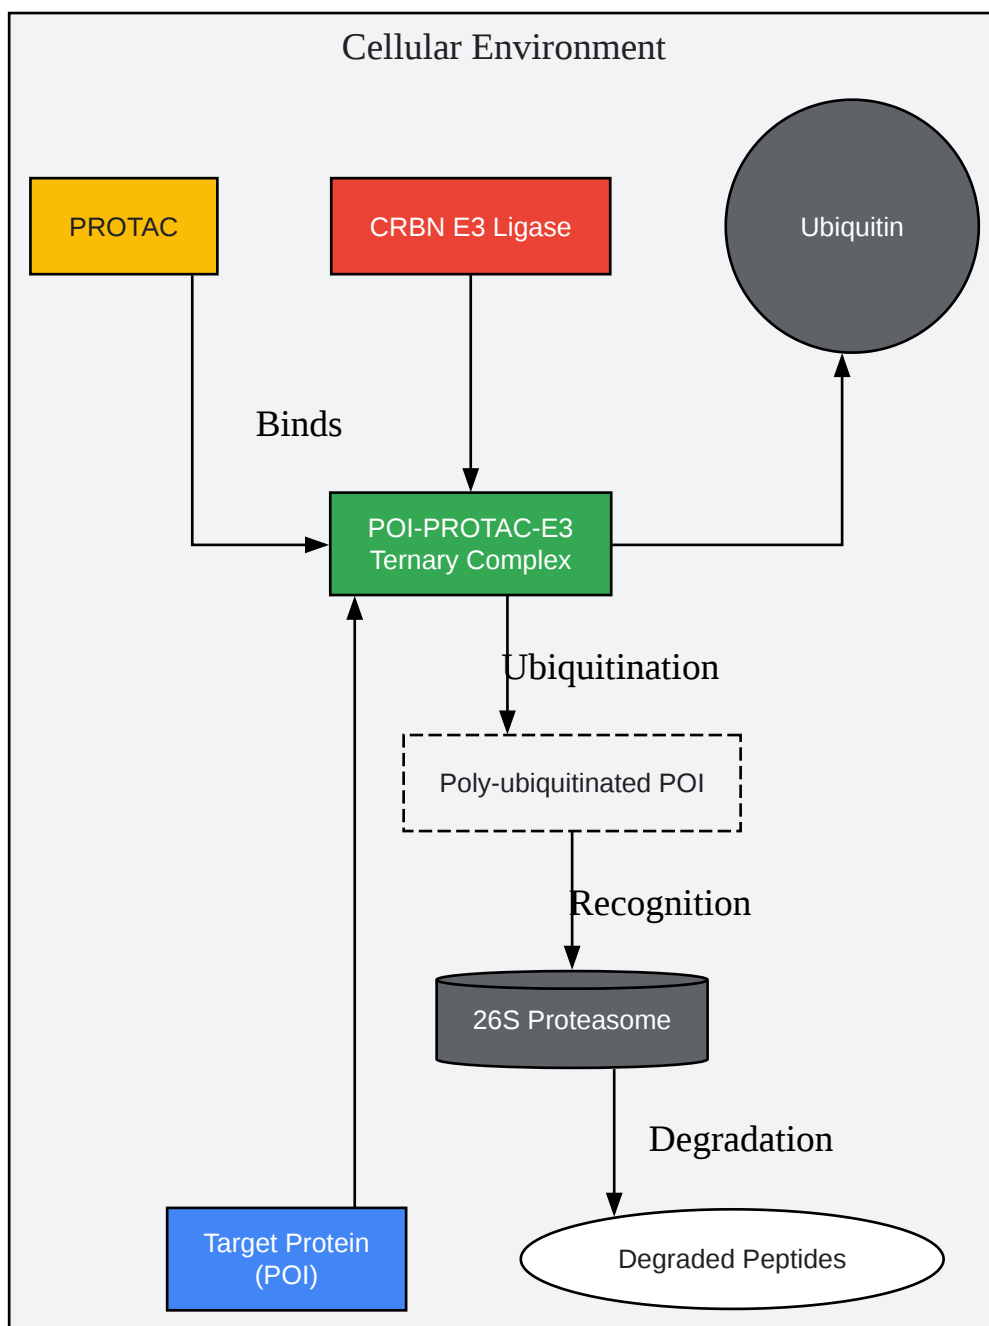 Cellular Environment
PROTAC
CRBN E3 Ligase
Ubiquitin
Binds
POI-PROTAC-E3
Ternary Complex
Ubiquitination
Poly-ubiquitinated POI
Recognition
26S Proteasome
Degradation
Target Protein
(POI)
Degraded Peptides